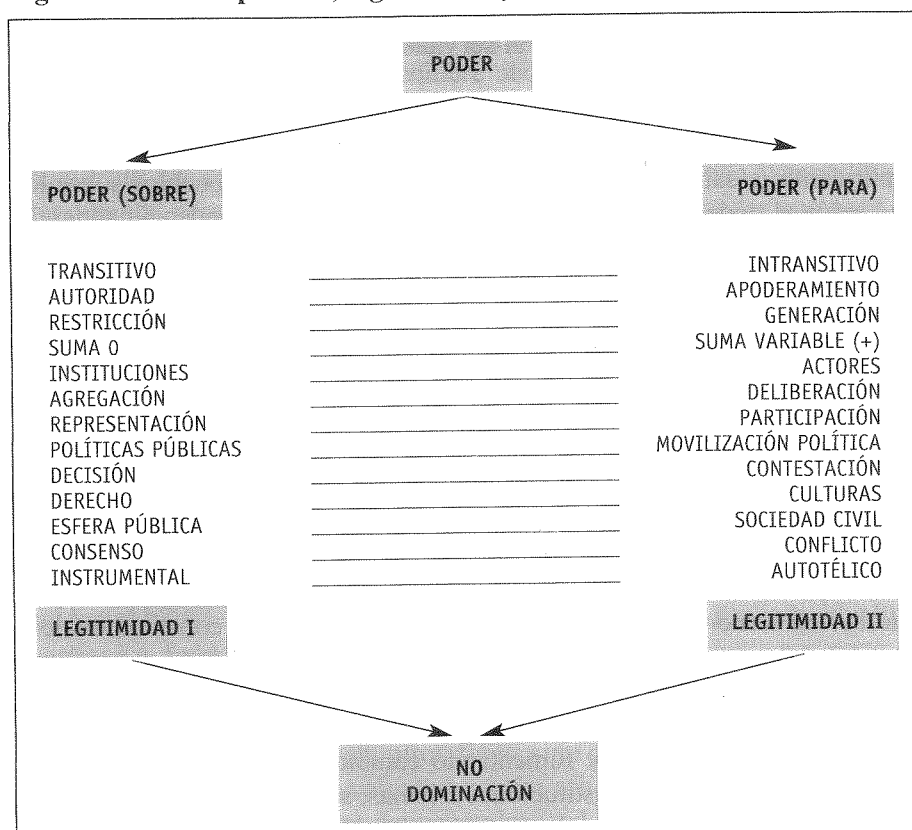 PODER
PODER (SOBRE)
PODER (PARA)
TRANSITIVO INTRANSITIVO
AUTORIDAD APODERAMIENTO
RESTRICCIÓN GENERACIÓN
SUMA 0 SUMA VARIABLE (+)
INSTITUCIONES ACTORES
AGREGACIÓN DELIBERACIÓN
REPRESENTACIÓN PARTICIPACIÓN
POLÍTICAS PÚBLICAS MOVILIZACIÓN POLÍTICA
DECISIÓN CONTESTACIÓN
DERECHO CULTURAS
ESFERA PÚBLICA SOCIEDAD CIVIL
CONSENSO CONFLICTO
INSTRUMENTAL AUTOTÉLICO
LEGITIMIDAD I
LEGITIMIDAD II
NO
DOMINACIÓN